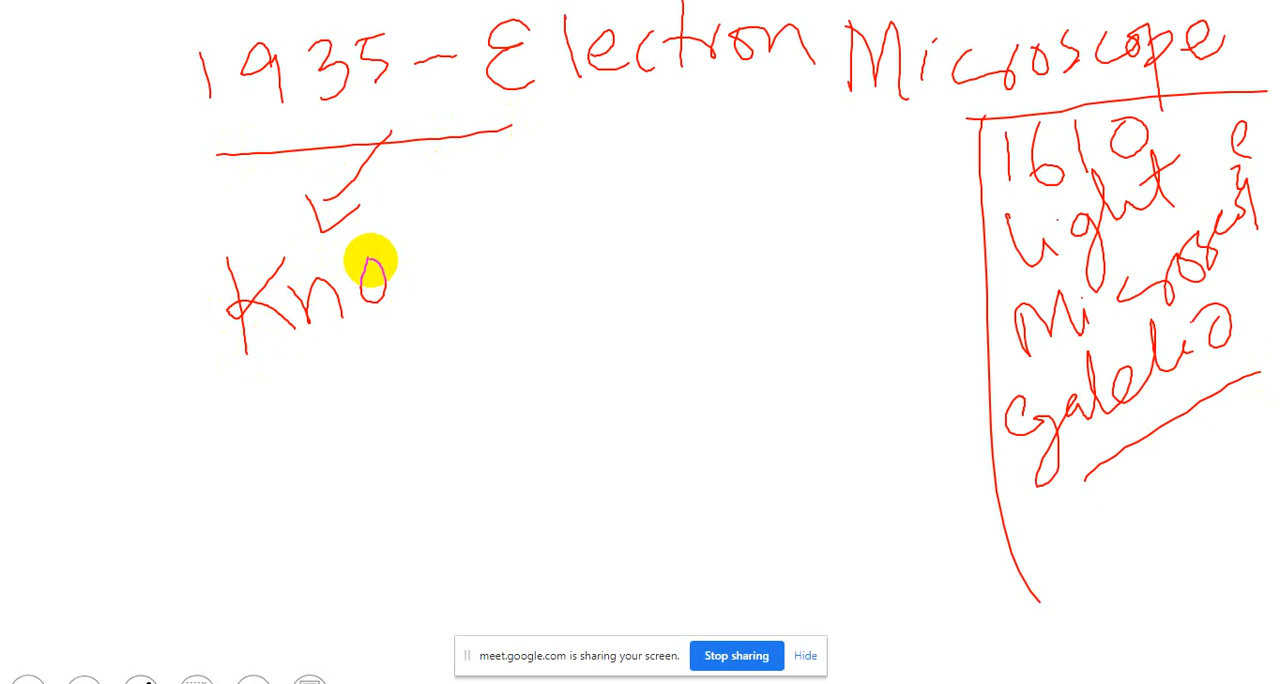 1935 - Electron Microscope
Kno
1610
Light
Microscope
Galelio
meet.google.com is sharing your screen.
Stop sharing
Hide